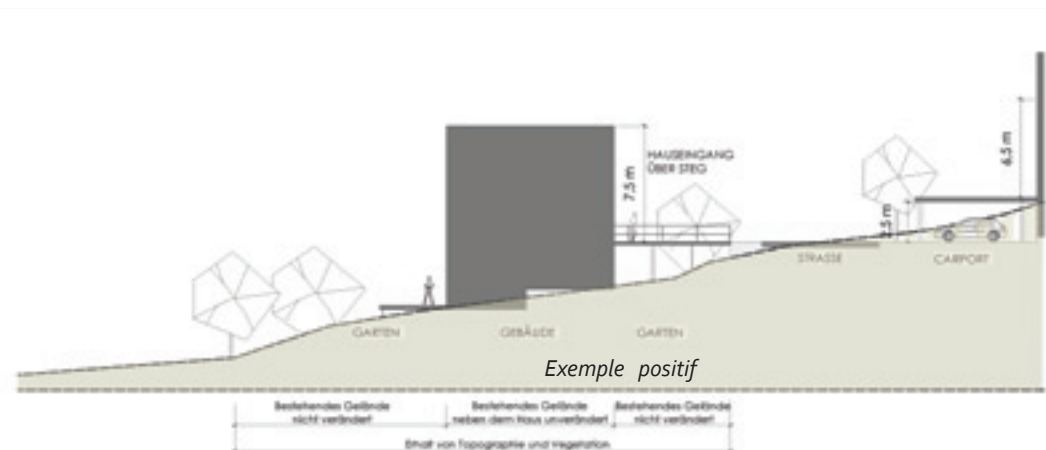 HAUSEINGANG
ÜBER STEG
7.5 m
6.5 m
2.5 m
STRASSE
CARPORT
GARTEN
GEBÄUDE
GARTEN
Exemple positif
Bestehendes Gelände
nicht verändert
Bestehendes Gelände
neben dem Haus unverändert
Bestehendes Gelände
nicht verändert
Erhalt von Topographie und Vegetation